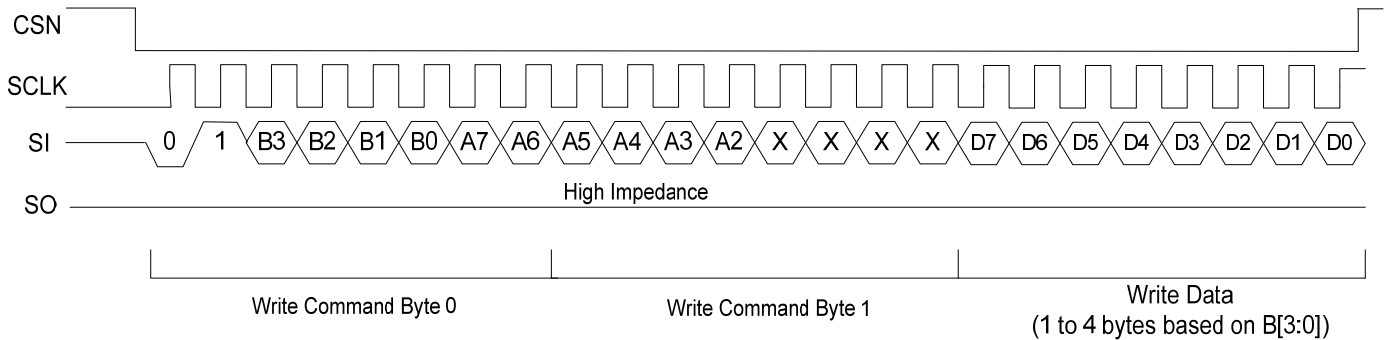 CSN
SCLK
SI 0 1 B3 B2 B1 B0 A7 A6 A5 A4 A3 A2 X X X X D7 D6 D5 D4 D3 D2 D1 D0
High Impedance
SO
Write Command Byte 0 Write Command Byte 1 Write Data
(1 to 4 bytes based on B[3:0])